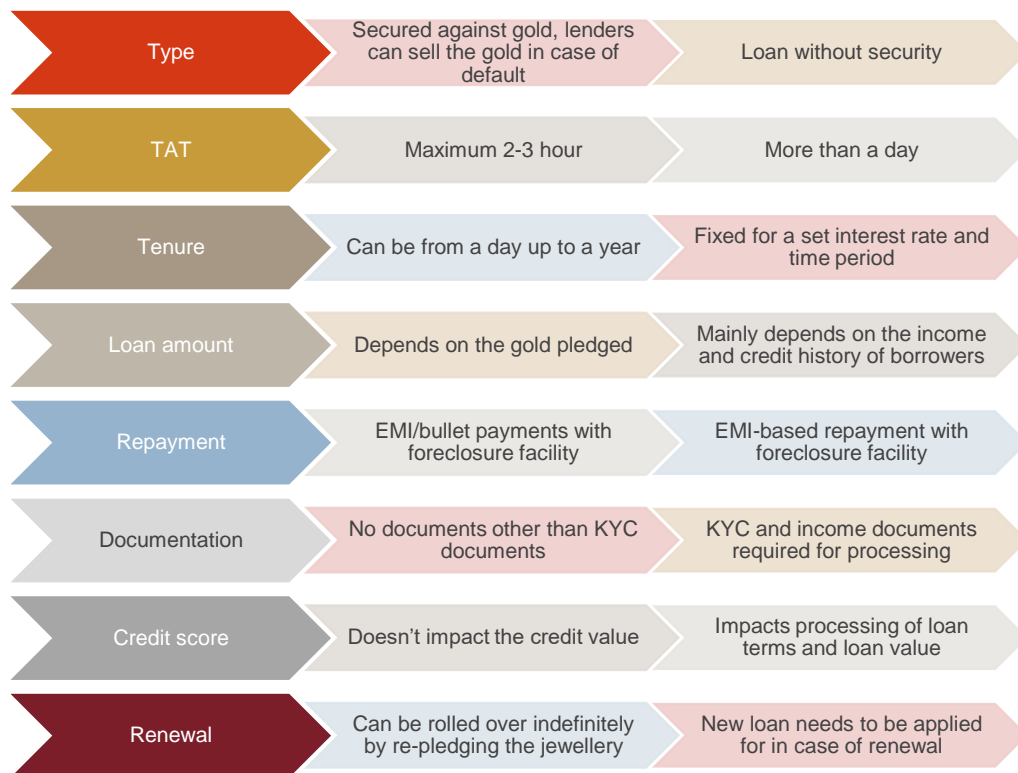 Type
Secured against gold, lenders
can sell the gold in case of
default
Loan without security
TAT
Maximum 2-3 hour
More than a day
Tenure
Can be from a day up to a year
Fixed for a set interest rate and
time period
Loan amount
Depends on the gold pledged
Mainly depends on the income
and credit history of borrowers
Repayment
EMI/bullet payments with
foreclosure facility
EMI-based repayment with
foreclosure facility
Documentation
No documents other than KYC
documents
KYC and income documents
required for processing
Credit score
Doesn’t impact the credit value
Impacts processing of loan
terms and loan value
Renewal
Can be rolled over indefinitely
by re-pledging the jewellery
New loan needs to be applied
for in case of renewal